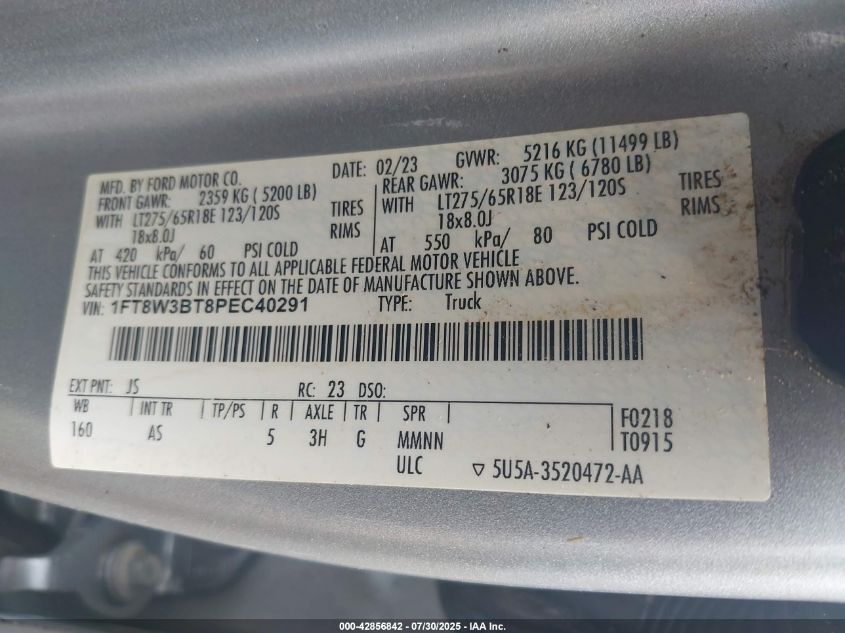 MFD. BY FORD MOTOR CO.
DATE: 02/23 GVWR: 5216 KG (11499 LB)
FRONT GAWR: 2359 KG ( 5200 LB)
REAR GAWR: 3075 KG ( 6780 LB)
WITH LT275/65R18E 123/120S TIRES
WITH LT275/65R18E 123/120S TIRES
18x8.0J RIMS
18x8.0J RIMS
AT 420 kPa/ 60 PSI COLD
AT 550 kPa/ 80 PSI COLD
THIS VEHICLE CONFORMS TO ALL APPLICABLE FEDERAL MOTOR VEHICLE
SAFETY STANDARDS IN EFFECT ON THE DATE OF MANUFACTURE SHOWN ABOVE.
VIN: 1FT8W3BT8PEC40291 TYPE: Truck
EXT PNT: JS RC: 23 DSO:
WB INT TR TP/PS R AXLE TR SPR F0218
160 AS 5 3H G MMNN T0915
ULC 5U5A-3520472-AA
000-42856842 / 07/30/2025 - IAA Inc.